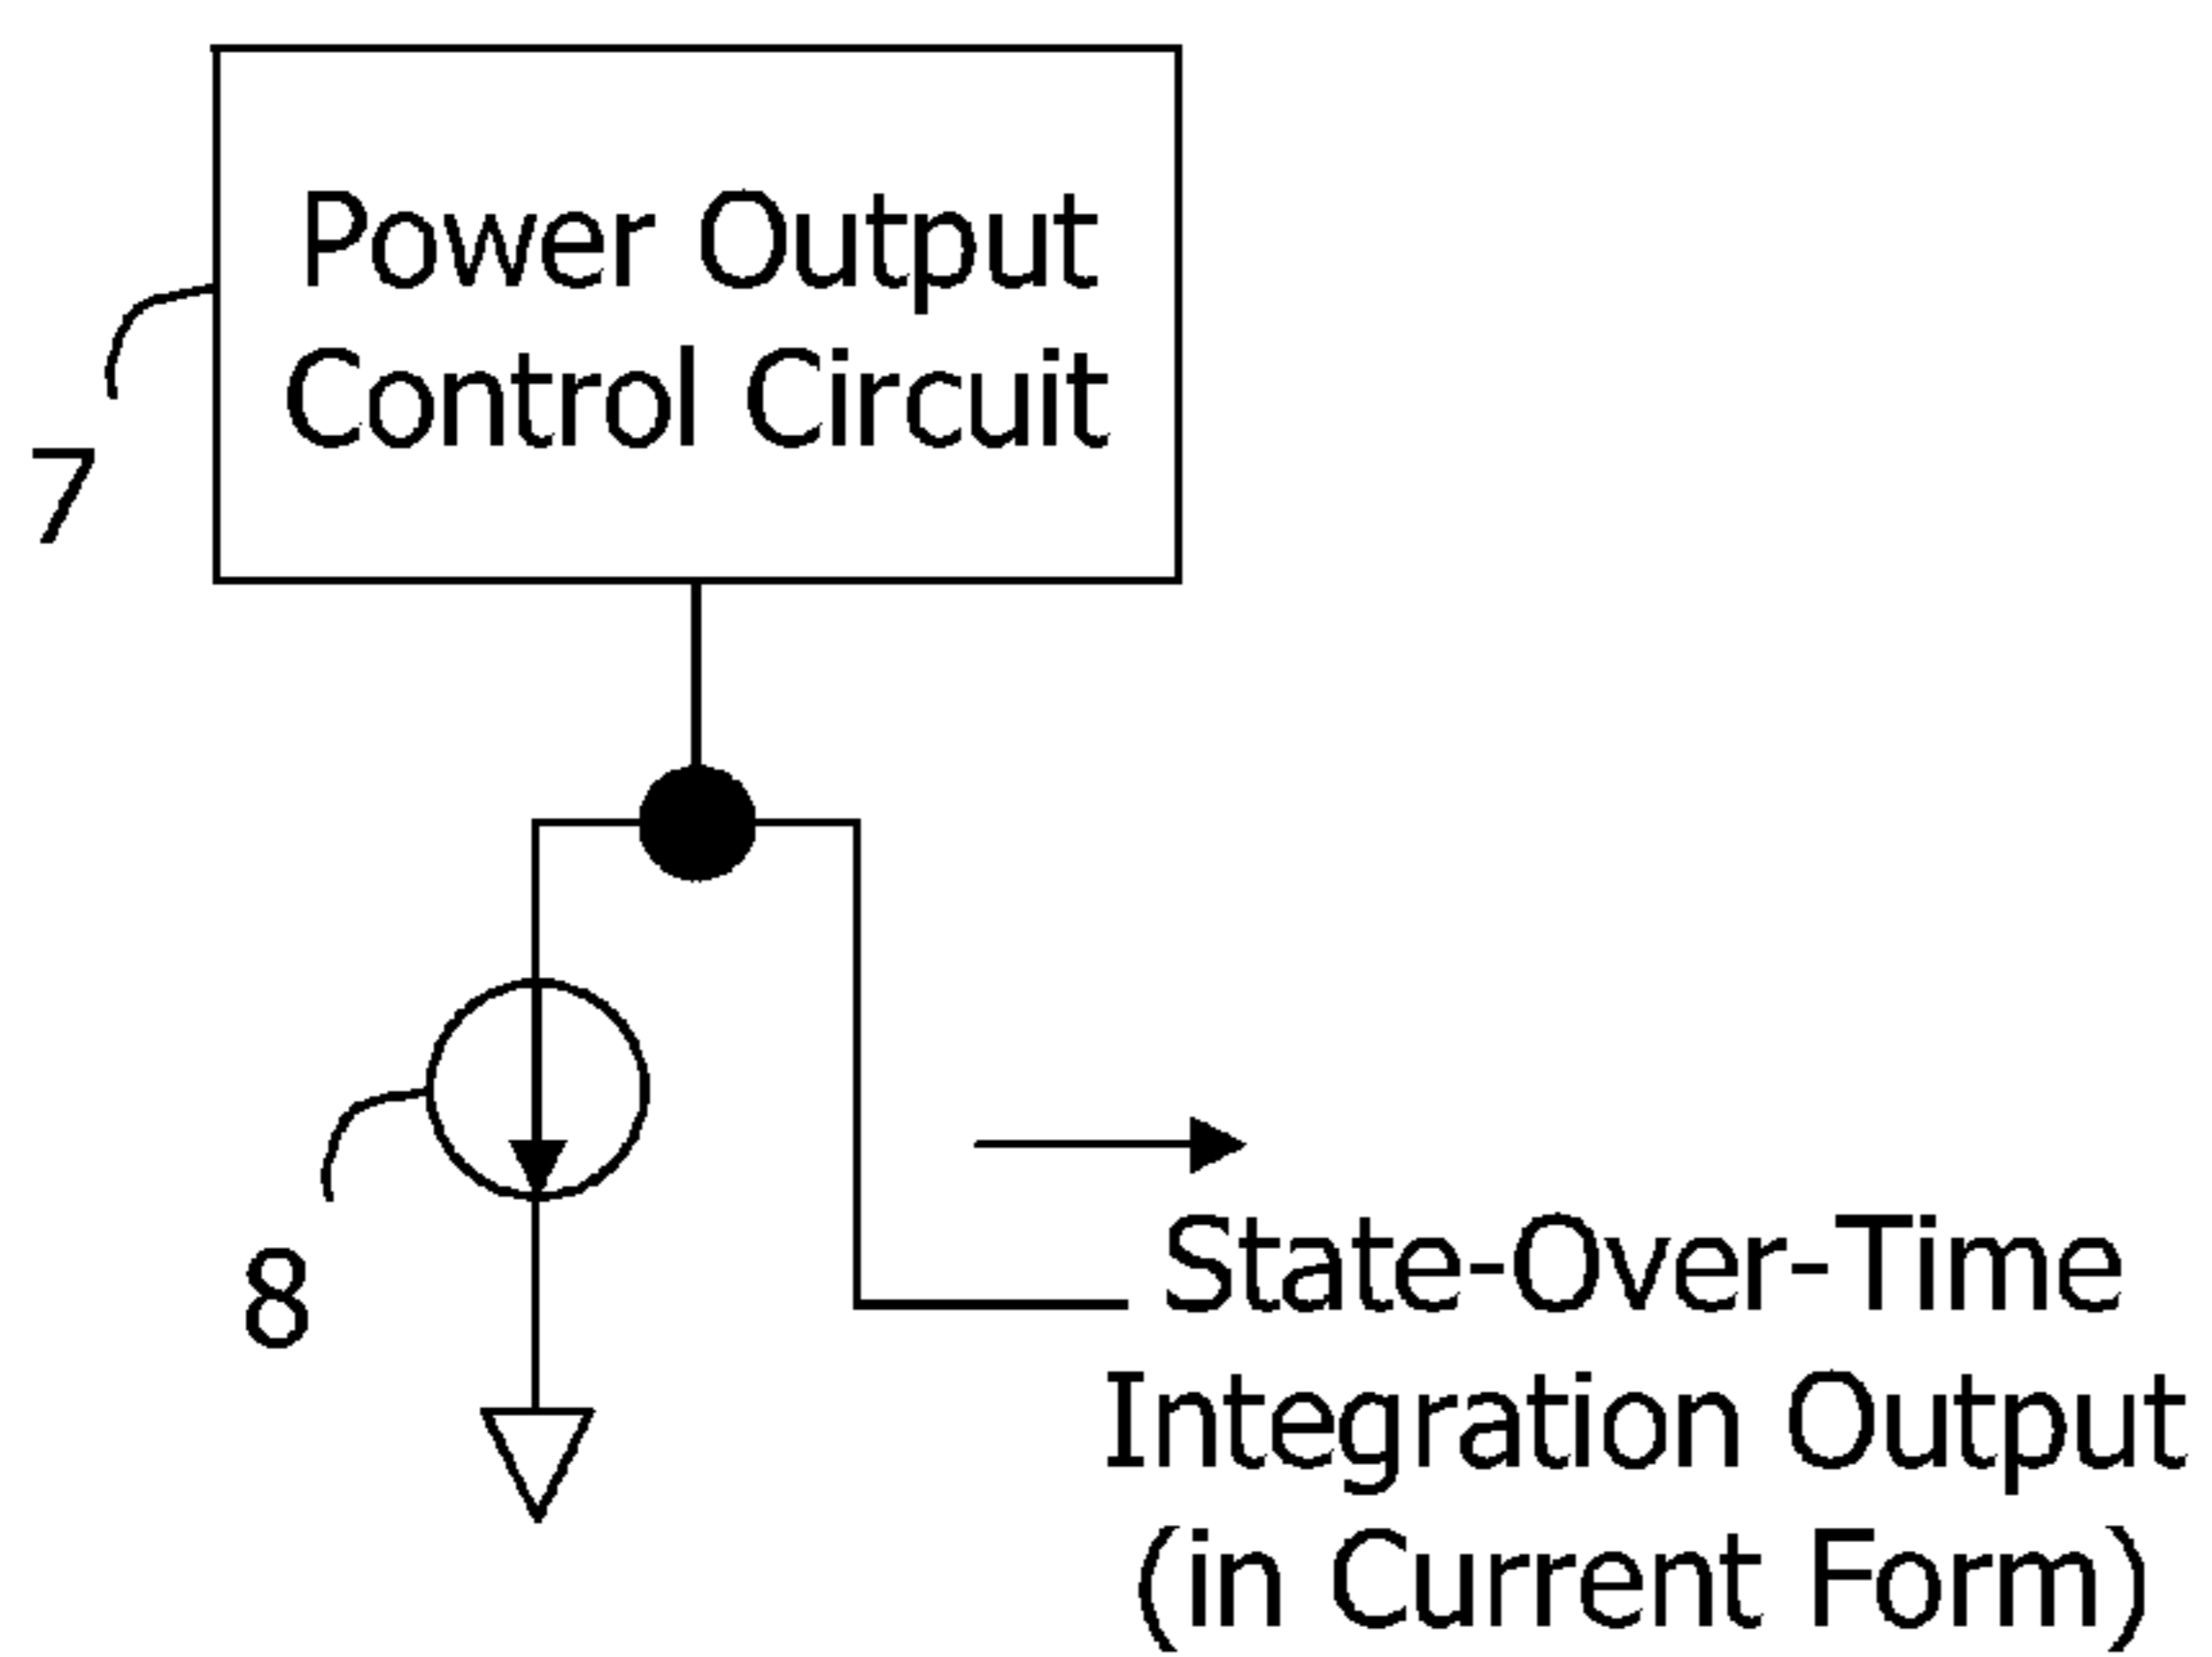 Power Output
Control Circuit
7
8
State-Over-Time
Integration Output
(in Current Form)